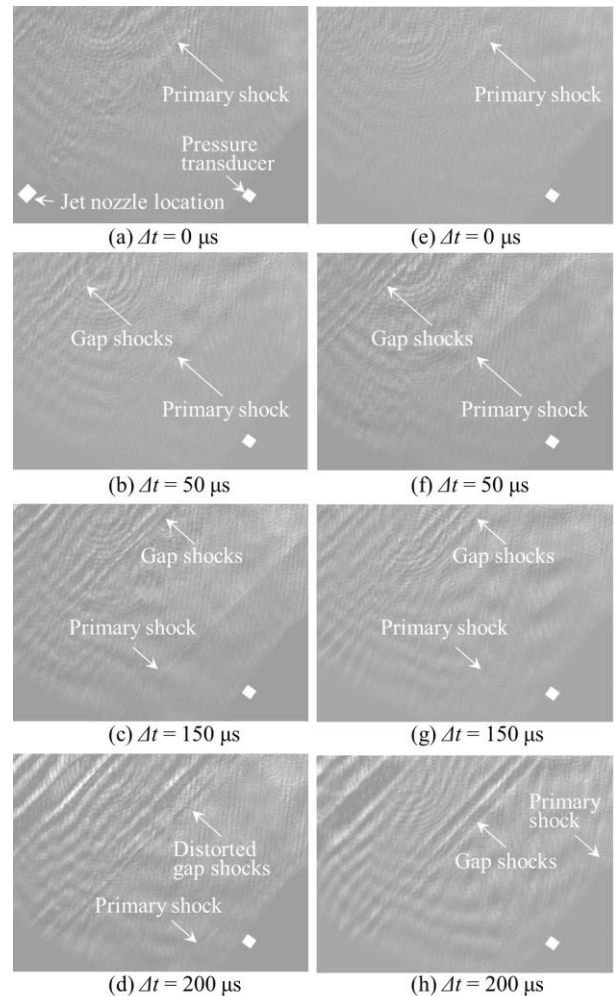 Primary shock
Pressure
transducer
Jet nozzle location
(a) Δt = 0 μs
Primary shock
(e) Δt = 0 μs
Gap shocks
Primary shock
(b) Δt = 50 μs
Gap shocks
Primary shock
(f) Δt = 50 μs
Gap shocks
Primary shock
(c) Δt = 150 μs
Gap shocks
Primary shock
(g) Δt = 150 μs
Distorted
gap shocks
Primary shock
(d) Δt = 200 μs
Primary
shock
Gap shocks
(h) Δt = 200 μs